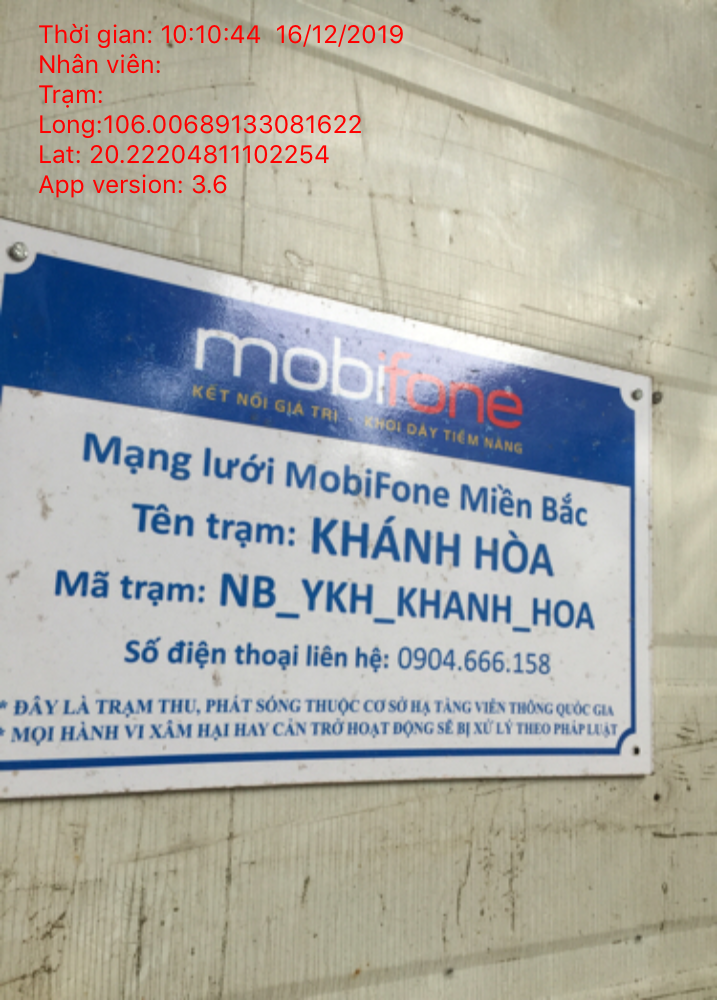 Thời gian: 10:10:44 16/12/2019
Nhân viên:
Trạm:
Long:106.00689133081622
Lat: 20.22204811102254
App version: 3.6
mobifone
KẾT NỐI GIÁ TRỊ KHƠI DẬY TIỀM NĂNG
Mạng lưới MobiFone Miền Bắc
Tên trạm: KHÁNH HÒA
Mã trạm: NB_YKH_KHANH_HOA
Số điện thoại liên hệ: 0904.666.158
* ĐÂY LÀ TRẠM THU, PHÁT SÓNG THUỘC CƠ SỞ HẠ TẦNG VIỄN THÔNG QUỐC GIA
* MỌI HÀNH VI XÂM HẠI HAY CẢN TRỞ HOẠT ĐỘNG SẼ BỊ XỬ LÝ THEO PHÁP LUẬT